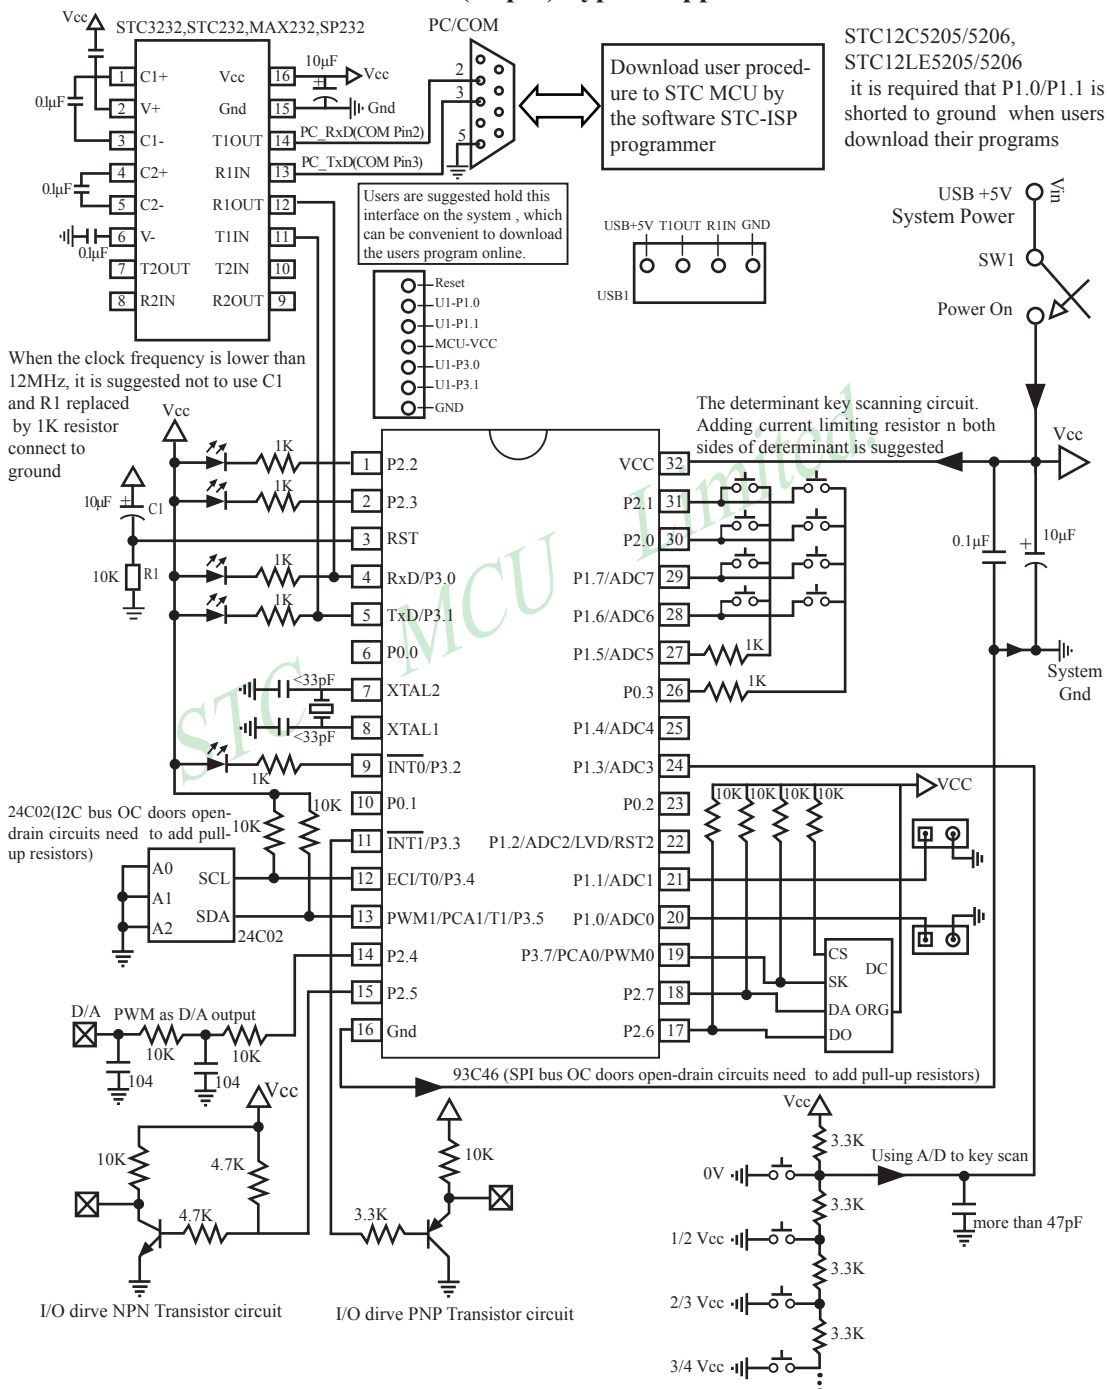 Vcc
STC3232,STC232,MAX232,SP232
PC/COM
1 C1+ Vcc 16
2 V+ Gnd 15
3 C1- T1OUT 14
4 C2+ R1IN 13
5 C2- R1OUT 12
6 V- T1IN 11
7 T2OUT T2IN 10
8 R2IN R2OUT 9
0.1μF
0.1μF
0.1μF
10μF
+
Vcc
Gnd
PC_RxD(COM Pin2)
PC_TxD(COM Pin3)
2
3
5
Download user proced-
ure to STC MCU by
the software STC-ISP
programmer
STC12C5205/5206,
STC12LE5205/5206
it is required that P1.0/P1.1 is
shorted to ground when users
download their programs
Users are suggested hold this
interface on the system , which
can be convenient to download
the users program online.
USB+5V T1OUT R1IN GND
USB1
USB +5V
System Power
Vin
SW1
Power On
Reset
U1-P1.0
U1-P1.1
MCU-VCC
U1-P3.0
U1-P3.1
GND
When the clock frequency is lower than
12MHz, it is suggested not to use C1
and R1 replaced
by 1K resistor
connect to
ground
Vcc
10μF
+
C1
10K
R1
1K
1K
1K
1K
1K
The determinant key scanning circuit.
Adding current limiting resistor n both
sides of derterminant is suggested
Vcc
0.1μF
+
10μF
System
Gnd
STC MCU Limited.
1 P2.2
2 P2.3
3 RST
4 RxD/P3.0
5 TxD/P3.1
6 P0.0
7 XTAL2
8 XTAL1
9 INT0/P3.2
10 P0.1
11 INT1/P3.3
12 ECI/T0/P3.4
13 PWM1/PCA1/T1/P3.5
14 P2.4
15 P2.5
16 Gnd
VCC 32
P2.1 31
P2.0 30
P1.7/ADC7 29
P1.6/ADC6 28
P1.5/ADC5 27
P0.3 26
P1.4/ADC4 25
P1.3/ADC3 24
P0.2 23
P1.2/ADC2/LVD/RST2 22
P1.1/ADC1 21
P1.0/ADC0 20
P3.7/PCA0/PWM0 19
P2.7 18
P2.6 17
<33pF
<33pF
1K
1K
24C02(I2C bus OC doors open-
drain circuits need to add pull-
up resistors)
10K
10K
A0
A1
A2
SCL
SDA
24C02
10K 10K 10K 10K
VCC
CS
DC
SK
DA ORG
DO
D/A
PWM as D/A output
10K
10K
104
104
93C46 (SPI bus OC doors open-drain circuits need to add pull-up resistors)
Vcc
10K
4.7K
4.7K
I/O dirve NPN Transistor circuit
10K
3.3K
I/O dirve PNP Transistor circuit
Vcc
3.3K
0V
Using A/D to key scan
3.3K
more than 47pF
1/2 Vcc
3.3K
2/3 Vcc
3.3K
3/4 Vcc